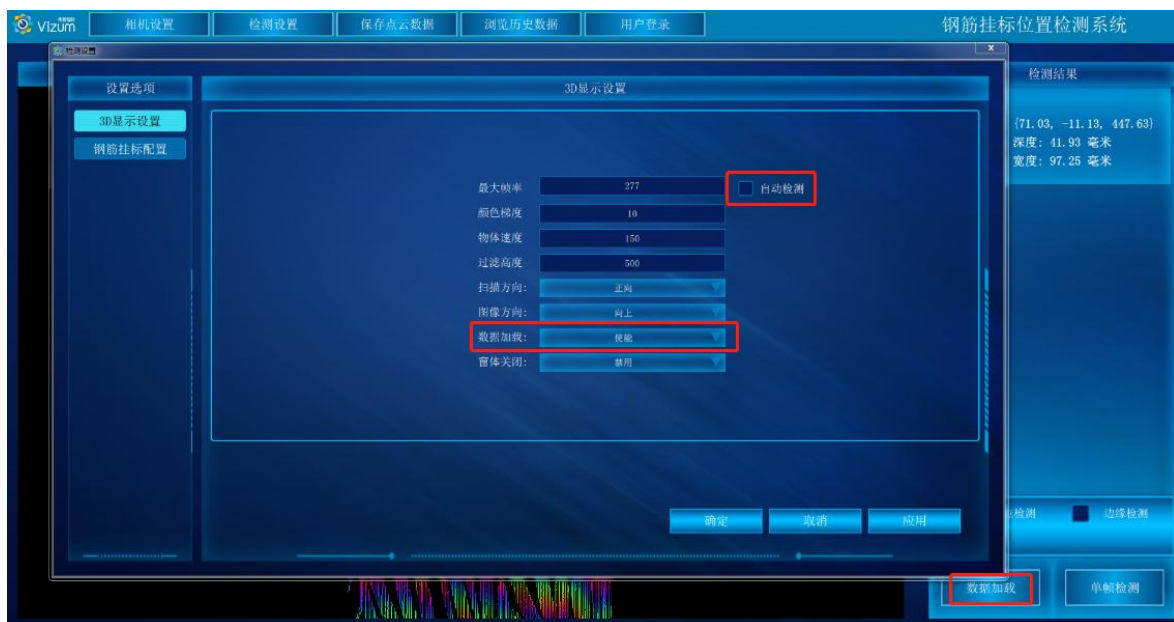 Vizum 相机设置 检测设置 保存点云数据 浏览历史数据 用户登录 钢筋挂标位置检测系统
检测设置 x
检测结果
设置选项 3D显示设置
3D显示设置
钢筋挂标配置
{71.03, -11.13, 447.63}
深度: 41.93 毫米
宽度: 97.25 毫米
最大帧率 277 自动检测
颜色梯度 10
物体速度 150
过滤高度 500
扫描方向: 正向
图像方向: 向上
数据加载: 使能
窗体关闭: 禁用
确定 取消 应用
检测 边缘检测
数据加载 单帧检测